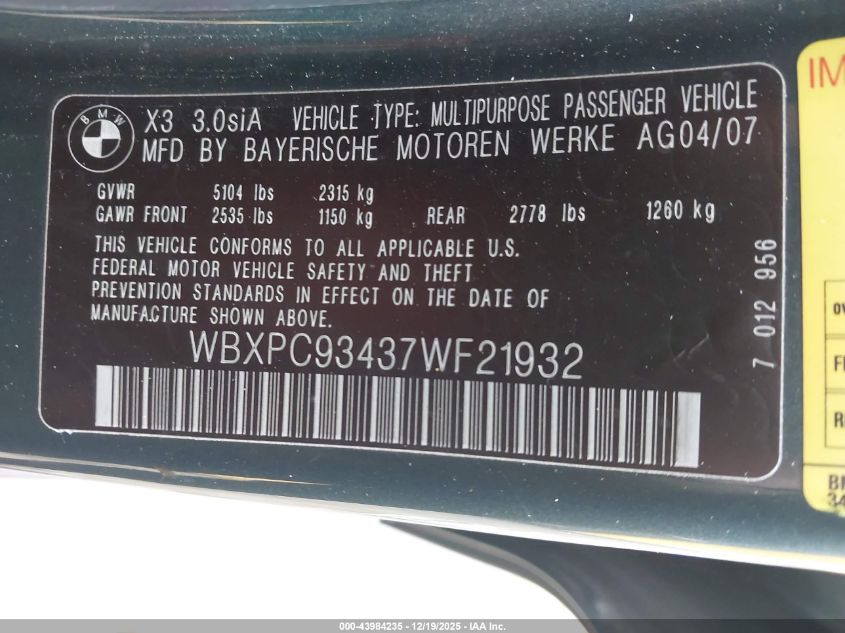 BMW
X3 3.0siA VEHICLE TYPE: MULTIPURPOSE PASSENGER VEHICLE
MFD BY BAYERISCHE MOTOREN WERKE AG04/07
GVWR 5104 lbs 2315 kg
GAWR FRONT 2535 lbs 1150 kg REAR 2778 lbs 1260 kg
THIS VEHICLE CONFORMS TO ALL APPLICABLE U.S.
FEDERAL MOTOR VEHICLE SAFETY AND THEFT
PREVENTION STANDARDS IN EFFECT ON THE DATE OF
MANUFACTURE SHOWN ABOVE.
WBXPC93437WF21932
7 012 956
IM
000-43984235 - 12/19/2025 - IAA Inc.